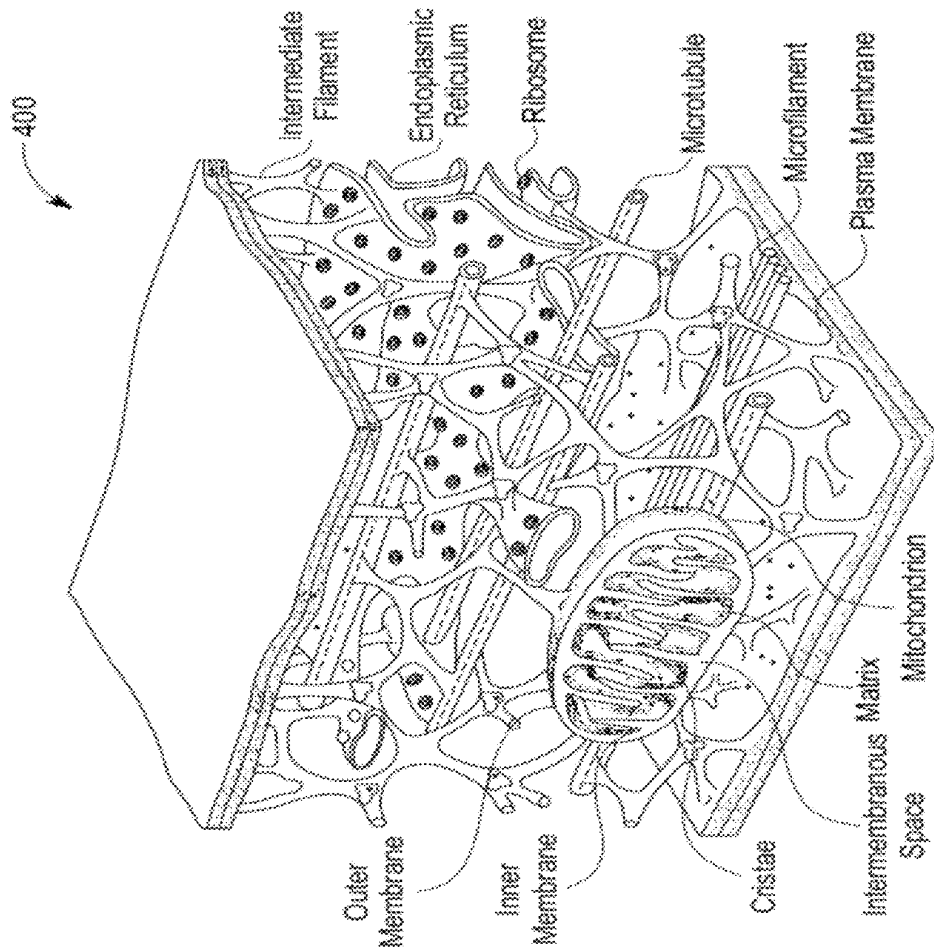 400
Intermediate
Filament
Endoplasmic
Reticulum
Ribosome
Microtubule
Microfilament
Plasma Membrane
Outer
Membrane
Inner
Membrane
Cristae
Intermembranous
Space
Matrix
Mitochondrion